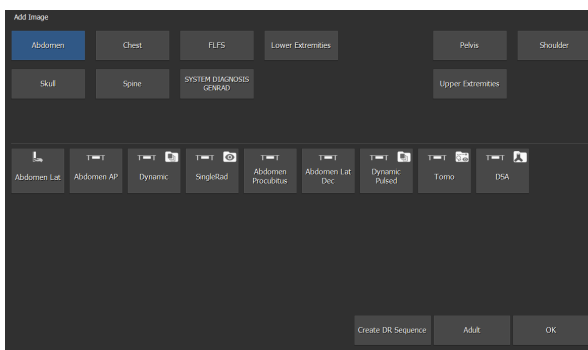 Add Image
Abdomen Chest FLFS Lower Extremities Pelvis Shoulder
Skull Spine SYSTEM DIAGNOSIS
GENRAD Upper Extremities
Abdomen Lat Abdomen AP Dynamic SingleRad Abdomen
Procubitus Abdomen Lat
Dec Dynamic
Pulsed Tomo DSA
Create DR Sequence Adult OK